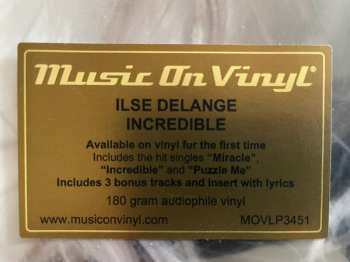 Music On Vinyl®
ILSE DELANGE
INCREDIBLE
Available on vinyl fur the first time
Includes the hit singles “Miracle”,
“Incredible” and “Puzzle Me”
Includes 3 bonus tracks and insert with lyrics
180 gram audiophile vinyl
www.musiconvinyl.com MOVLP3451